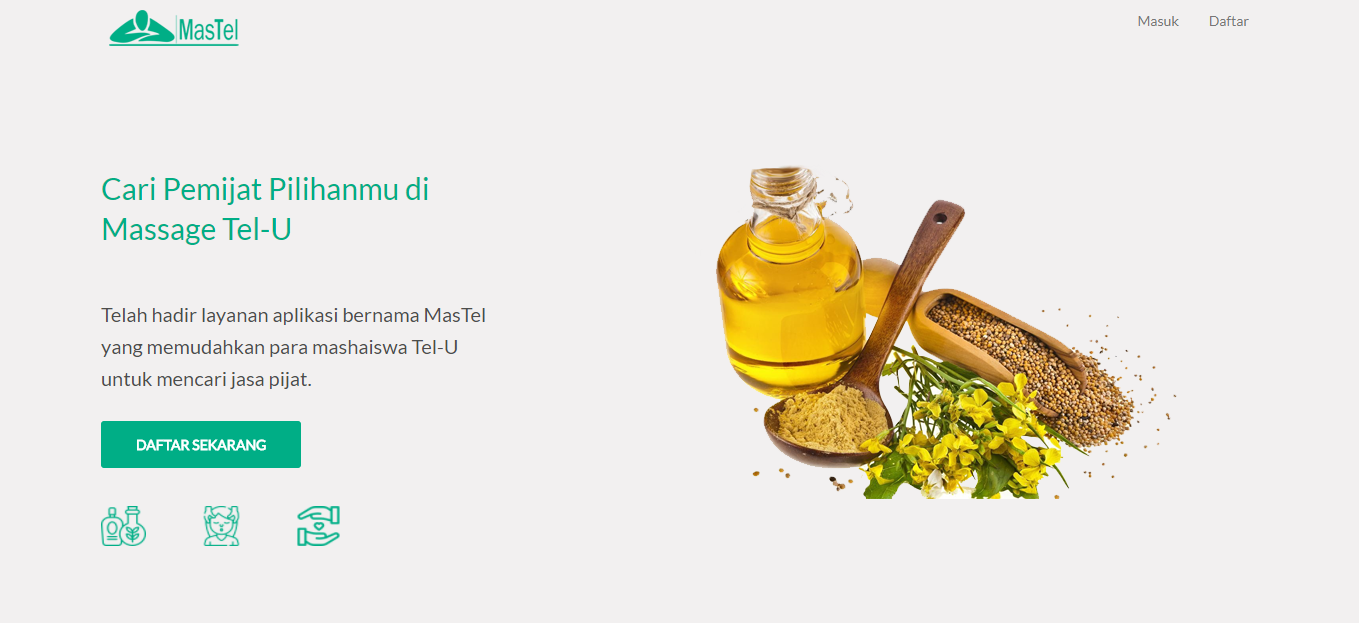 MasTel
Masuk
Daftar
Cari Pemijat Pilihanmu di
Massage Tel-U
Telah hadir layanan aplikasi bernama MasTel
yang memudahkan para mashaiswa Tel-U
untuk mencari jasa pijat.
DAFTAR SEKARANG